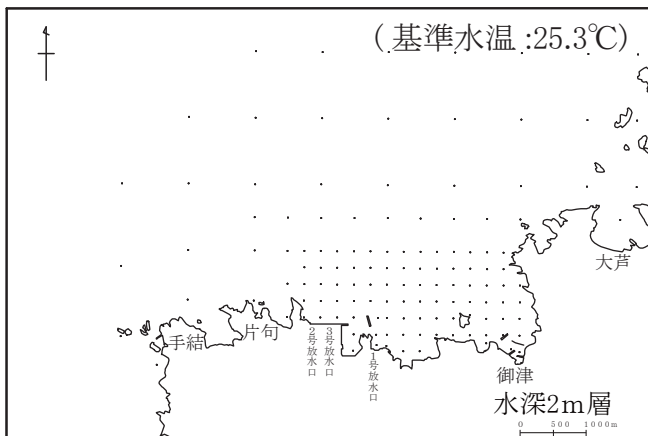 (基準水温:25.3℃)
大芦
手結
片句
2号放水口
3号放水口
1号放水口
御津
水深2m層
0 500 1000m